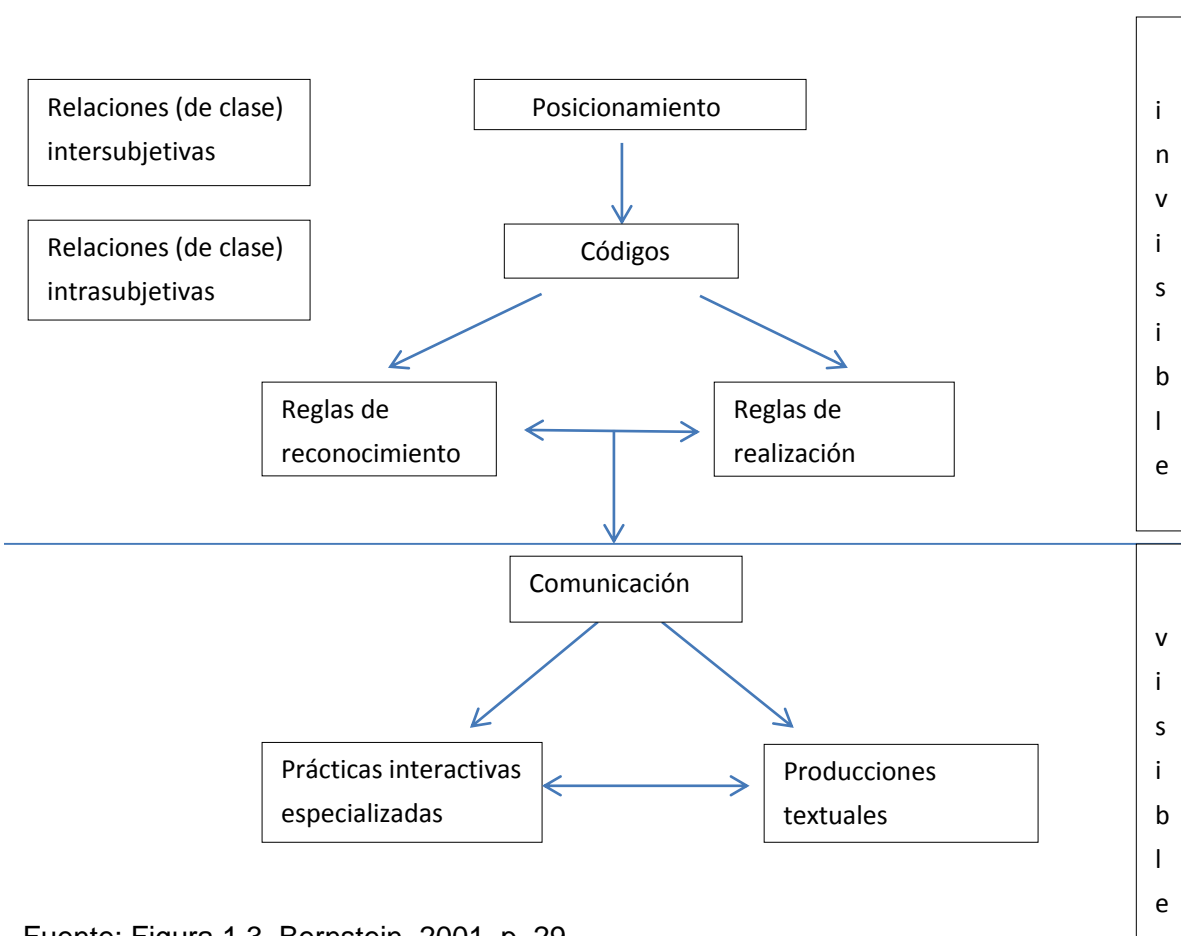 Relaciones (de clase)
intersubjetivas
Posicionamiento
Relaciones (de clase)
intrasubjetivas
Códigos
Reglas de
reconocimiento
Reglas de
realización
i
n
v
i
s
i
b
l
e
Comunicación
Prácticas interactivas
especializadas
Producciones
textuales
v
i
s
i
b
l
e
Fuente: Figura 1.3. Bernstein, 2001, p. 29